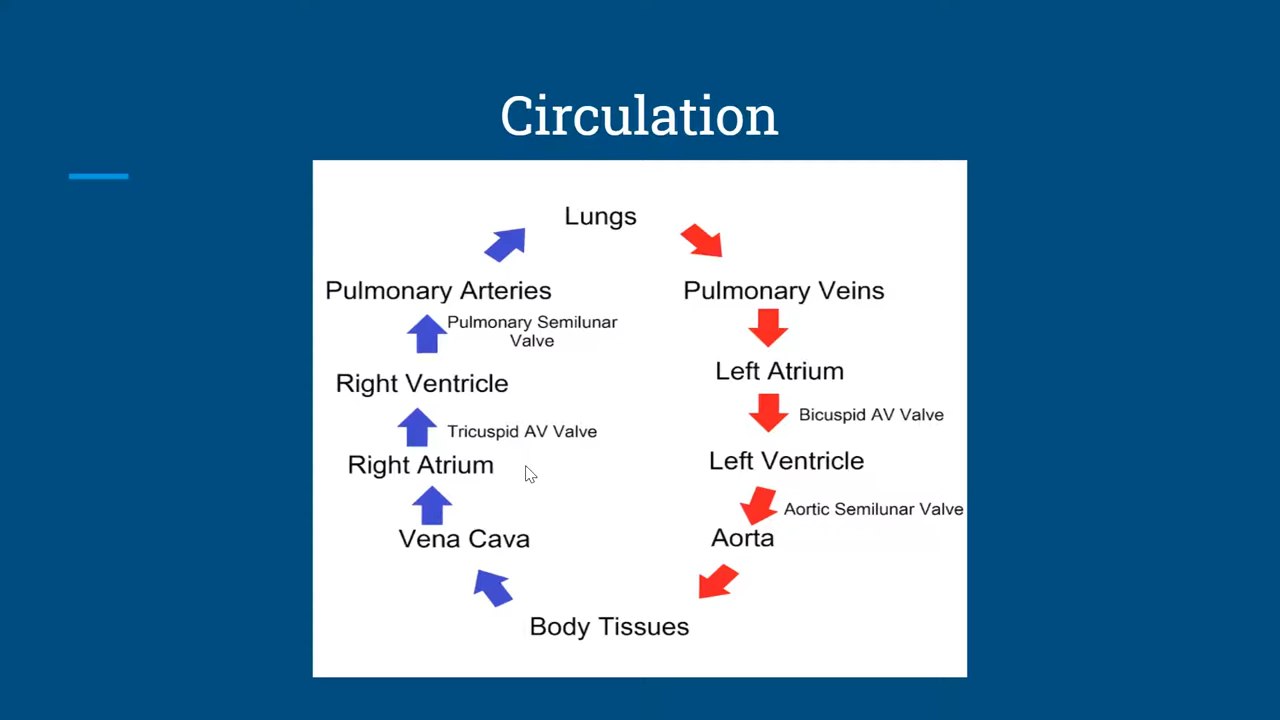 Circulation
Lungs
Pulmonary Arteries
Pulmonary Veins
Pulmonary Semilunar
Valve
Left Atrium
Right Ventricle
Bicuspid AV Valve
Tricuspid AV Valve
Left Ventricle
Right Atrium
Aortic Semilunar Valve
Vena Cava
Aorta
Body Tissues